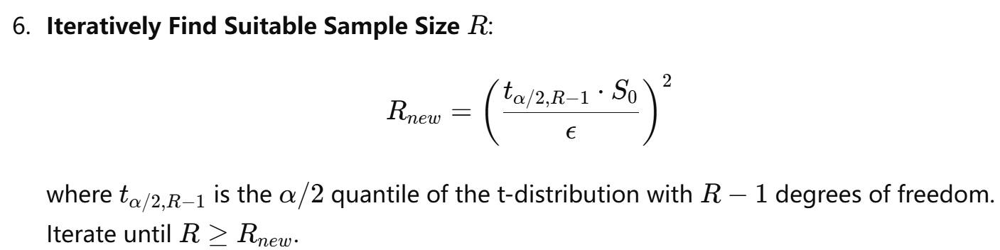 6. Iteratively Find Suitable Sample Size R:
R_{new} = \left( \frac{t_{\alpha/2,R-1} \cdot S_0}{\epsilon} \right)^2
where t_{\alpha/2,R-1} is the \alpha/2 quantile of the t-distribution with R − 1 degrees of freedom.
Iterate until R ≥ R_{new}.